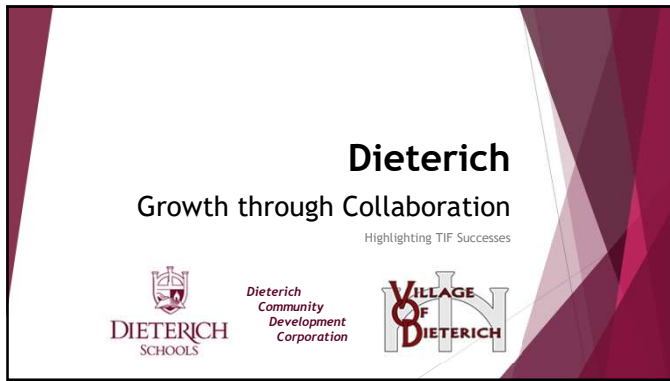 Dieterich
Growth through Collaboration
Highlighting TIF Successes
DIETERICH
SCHOOLS
Dieterich
Community
Development
Corporation
VILLAGE
OF
DIETERICH